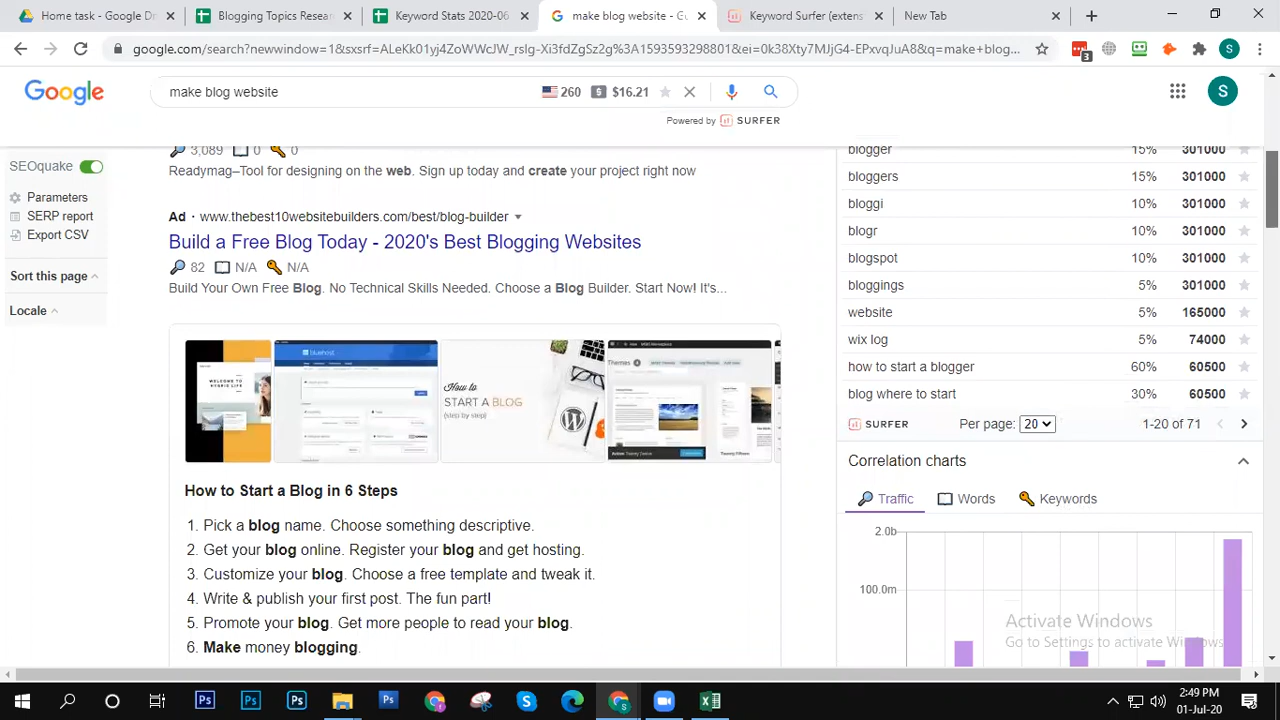 Home task - Google Dri
Blogging Topics Resear
Keyword Stats 2020-06
make blog website - Go
Keyword Surfer (extens
New Tab
google.com/search?newwindow=1&sxsrf=ALeKk01yj4ZoWWcJW_rslg-Xi3fdZgSz2g%3A1593593298801&ei=0k38Xty7MJjG4-EPxvqJuA8&q=make+blog...
3
S
Google
make blog website
260
$16.21
Powered by SURFER
S
SEOquake
Parameters
SERP report
Export CSV
Sort this page
Locale
3,089 0 0
Readymag–Tool for designing on the web. Sign up today and create your project right now
Ad · www.thebest10websitebuilders.com/best/blog-builder
Build a Free Blog Today - 2020's Best Blogging Websites
82 N/A N/A
Build Your Own Free Blog. No Technical Skills Needed. Choose a Blog Builder. Start Now! It's...
WELCOME TO
bluehost
How to
START A BLOG
(step by step)
Themes
How to Start a Blog in 6 Steps
1. Pick a blog name. Choose something descriptive.
2. Get your blog online. Register your blog and get hosting.
3. Customize your blog. Choose a free template and tweak it.
4. Write & publish your first post. The fun part!
5. Promote your blog. Get more people to read your blog.
6. Make money blogging.
blogger 15% 301000
bloggers 15% 301000
bloggi 10% 301000
blogr 10% 301000
blogspot 10% 301000
bloggings 5% 301000
website 5% 165000
wix log 5% 74000
how to start a blogger 60% 60500
blog where to start 30% 60500
SURFER Per page: 20 1-20 of 71
Correlation charts
Traffic Words Keywords
2.0b
100.0m
Activate Windows
Go to Settings to activate Windows.
2:49 PM
01-Jul-20